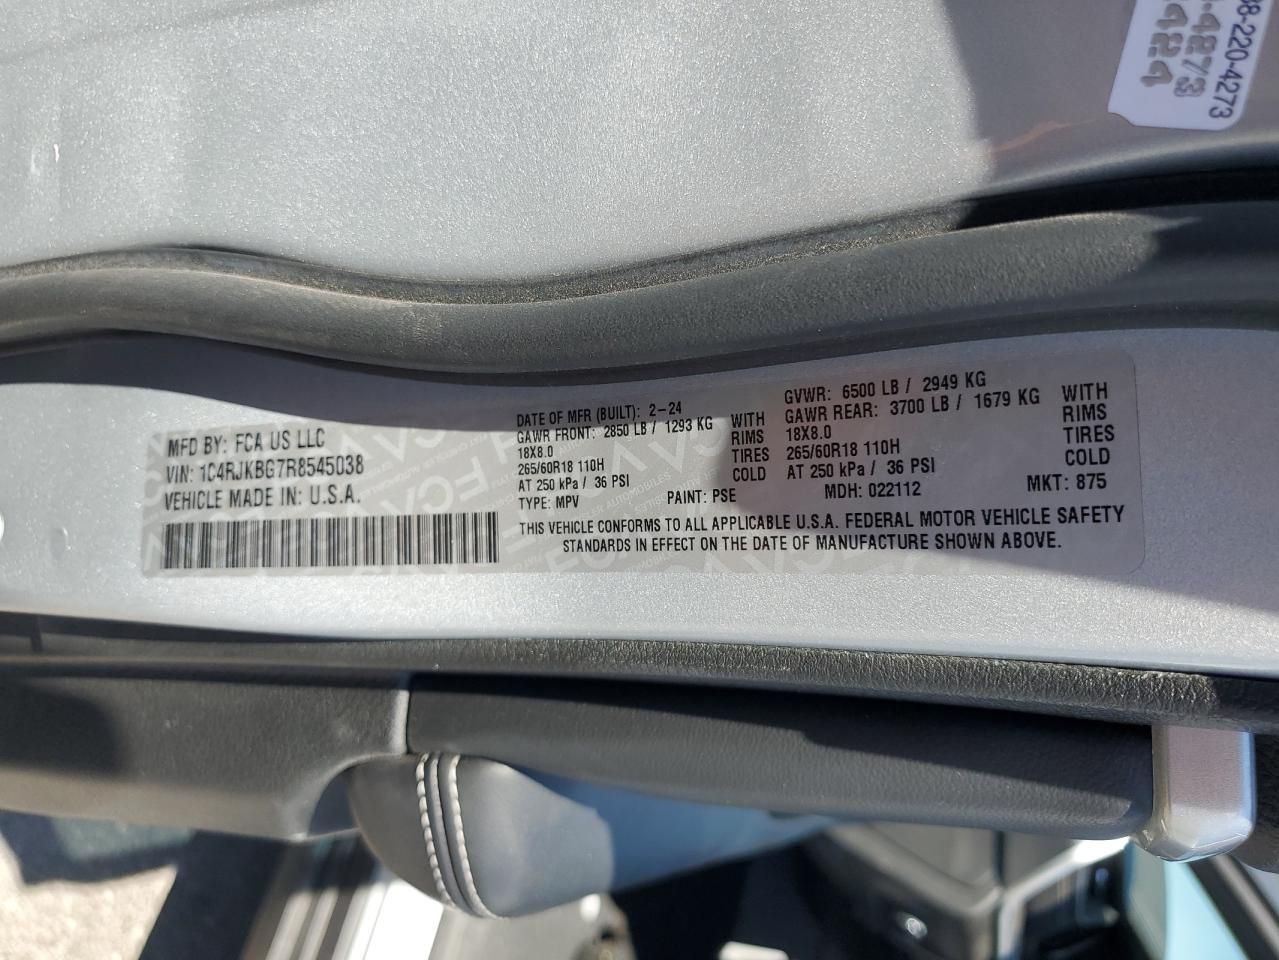 88-220-4273
MFD BY: FCA US LLC
VIN: 1C4RJKBG7R8545038
VEHICLE MADE IN: U.S.A.
DATE OF MFR (BUILT): 2-24
GAWR FRONT: 2850 LB / 1293 KG WITH
18X8.0 RIMS
265/60R18 110H TIRES
AT 250 kPa / 36 PSI COLD
TYPE: MPV PAINT: PSE
GVWR: 6500 LB / 2949 KG
GAWR REAR: 3700 LB / 1679 KG WITH
18X8.0 RIMS
265/60R18 110H TIRES
AT 250 kPa / 36 PSI COLD
MDH: 022112 MKT: 875
THIS VEHICLE CONFORMS TO ALL APPLICABLE U.S.A. FEDERAL MOTOR VEHICLE SAFETY
STANDARDS IN EFFECT ON THE DATE OF MANUFACTURE SHOWN ABOVE.